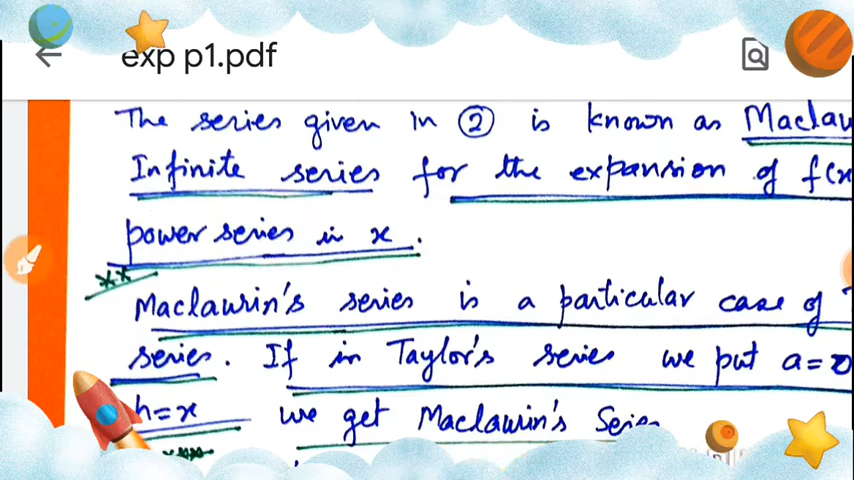 exp p1.pdf
The series given in ② is known as Maclau
Infinite series for the expansion of f(x
power series in x.
**
Maclaurin's series is a particular case of
series. If in Taylor's series we put a=0
h=x we get Maclaurin's Serie